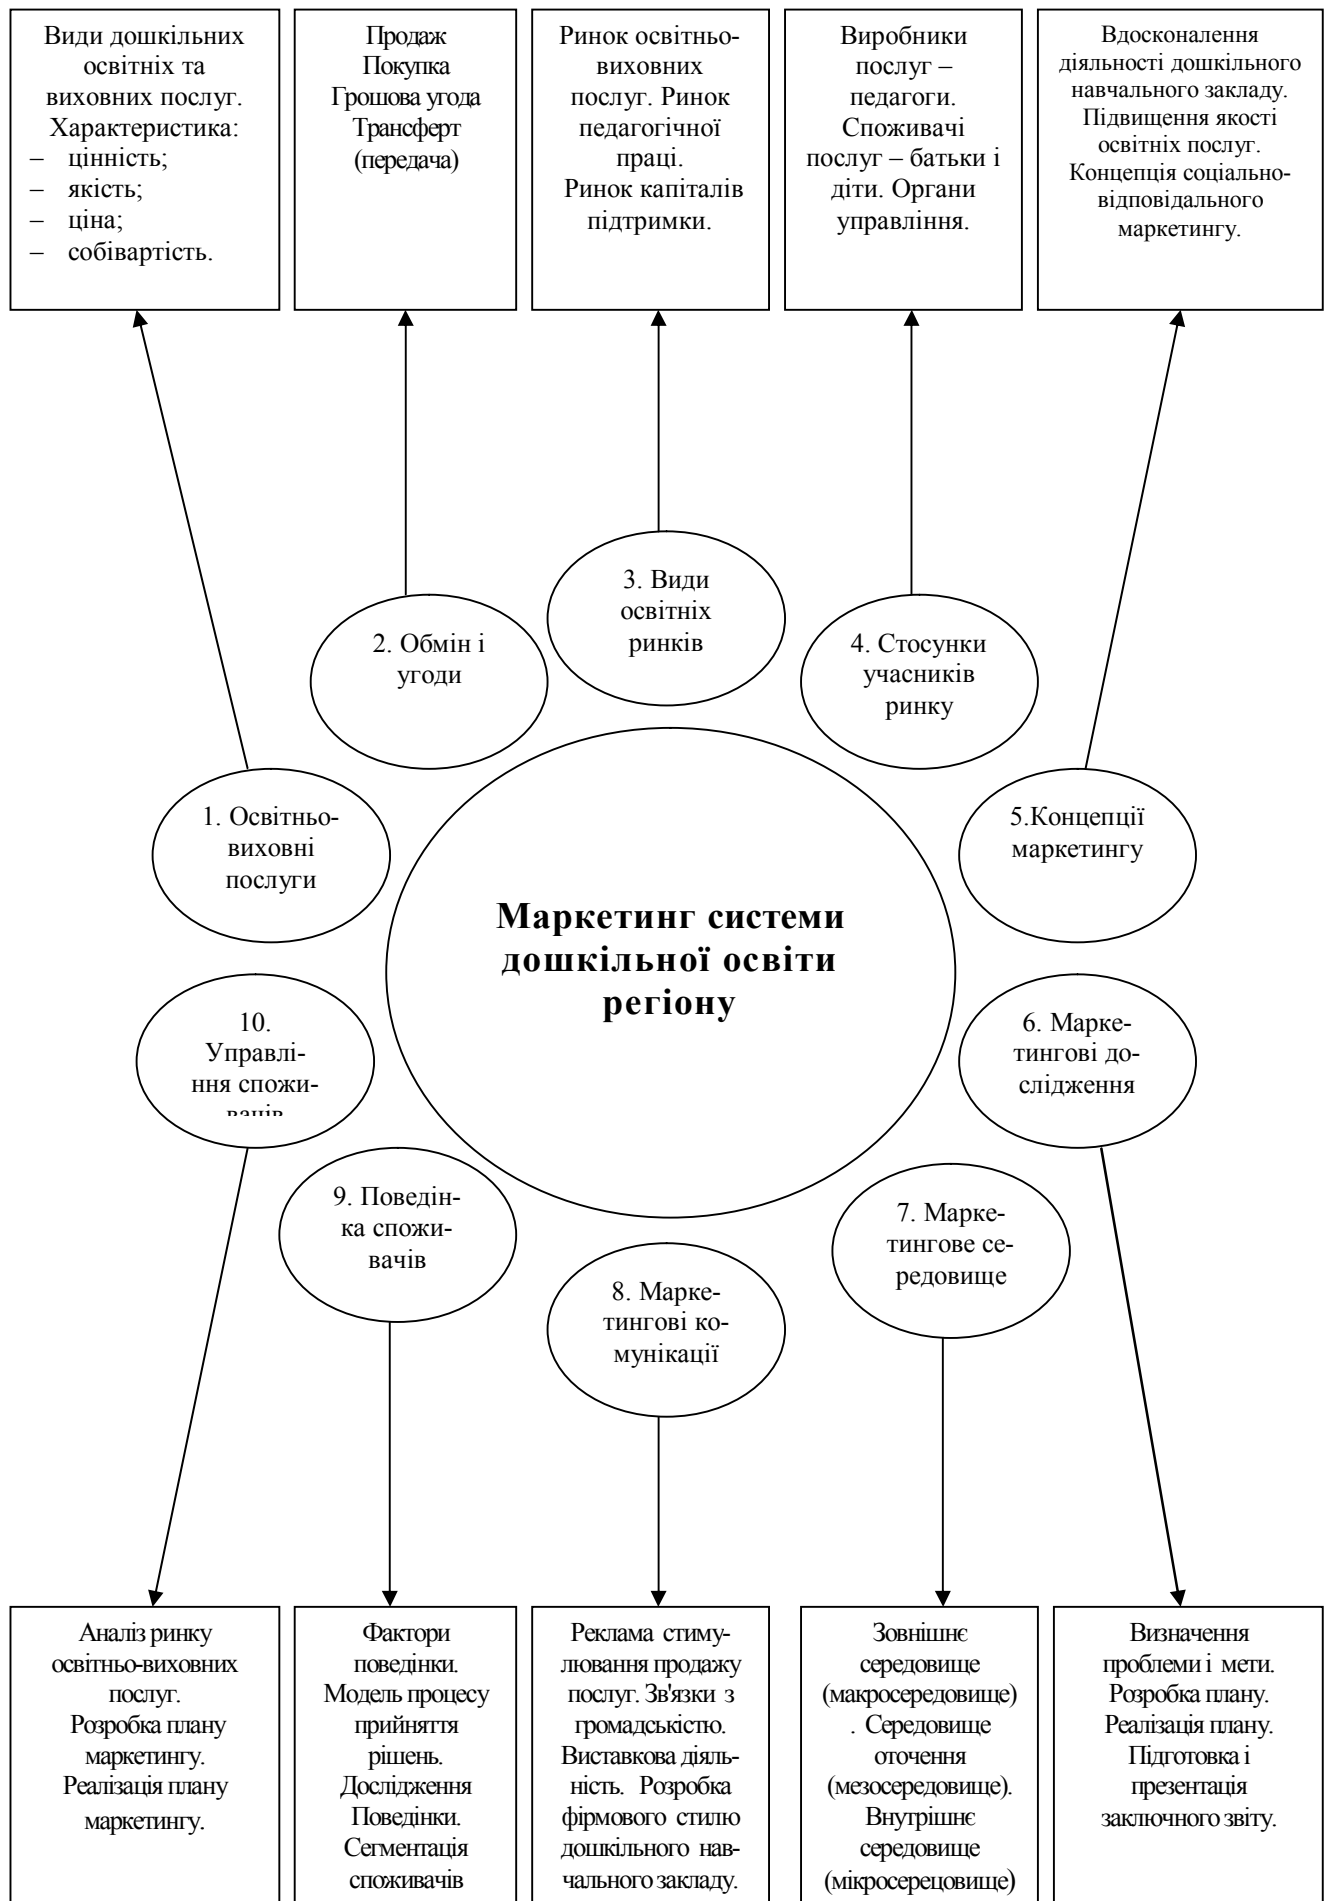 Види дошкільних
освітніх та
виховних послуг.
Характеристика:
– цінність;
– якість;
– ціна;
– собівартість.
Продаж
Покупка
Грошова угода
Трансферт
(передача)
Ринок освітньо-
виховних
послуг. Ринок
педагогічної
праці.
Ринок капіталів
підтримки.
Виробники
послуг –
педагоги.
Споживачі
послуг – батьки і
діти. Органи
управління.
Вдосконалення
діяльності дошкільного
навчального закладу.
Підвищення якості
освітніх послуг.
Концепція соціально-
відповідального
маркетингу.
3. Види
освітніх
ринків
2. Обмін і
угоди
4. Стосунки
учасників
ринку
1. Освітньо-
виховні
послуги
5.Концепції
маркетингу
Маркетинг системи
дошкільної освіти
регіону
10.
Управлі-
ння спожи-
вачів
6. Марке-
тингові до-
слідження
9. Поведін-
ка спожи-
вачів
7. Марке-
тингове се-
редовище
8. Марке-
тингові ко-
мунікації
Аналіз ринку
освітньо-виховних
послуг.
Розробка плану
маркетингу.
Реалізація плану
маркетингу.
Фактори
поведінки.
Модель процесу
прийняття
рішень.
Дослідження
Поведінки.
Сегментація
споживачів
Реклама стиму-
лювання продажу
послуг. Зв'язки з
громадськістю.
Виставкова діяль-
ність. Розробка
фірмового стилю
дошкільного нав-
чального закладу.
Зовнішнє
середовище
(макросередовище)
. Середовище
оточення
(мезосередовище).
Внутрішнє
середовище
(мікросерецовище)
Визначення
проблеми і мети.
Розробка плану.
Реалізація плану.
Підготовка і
презентація
заключного звіту.